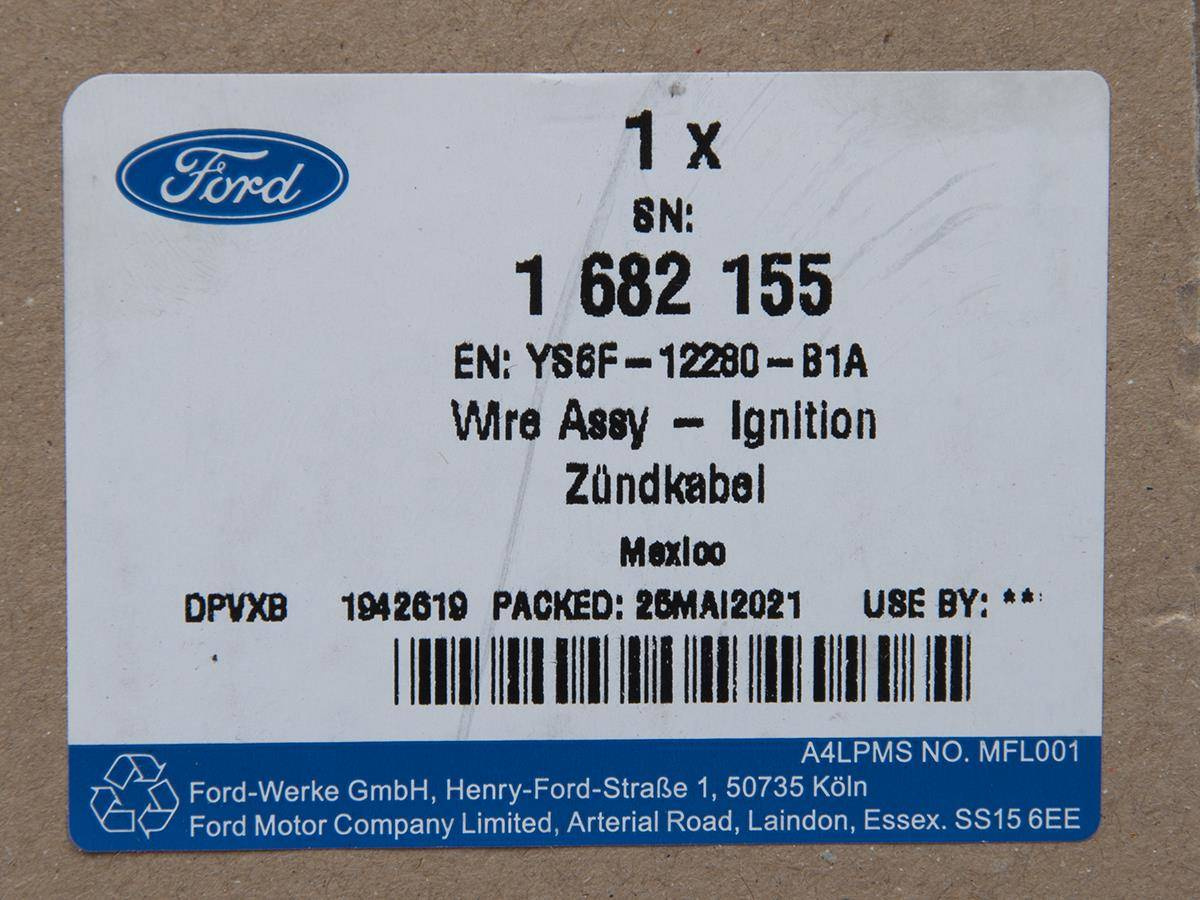 Ford
1 x
SN:
1 682 155
EN: YS6F-12280-B1A
Wire Assy - Ignition
Zündkabel
Mexico
DPVXB 1942619 PACKED: 25MAI2021 USE BY: **
A4LPMS NO. MFL001
Ford-Werke GmbH, Henry-Ford-Straße 1, 50735 Köln
Ford Motor Company Limited, Arterial Road, Laindon, Essex. SS15 6EE